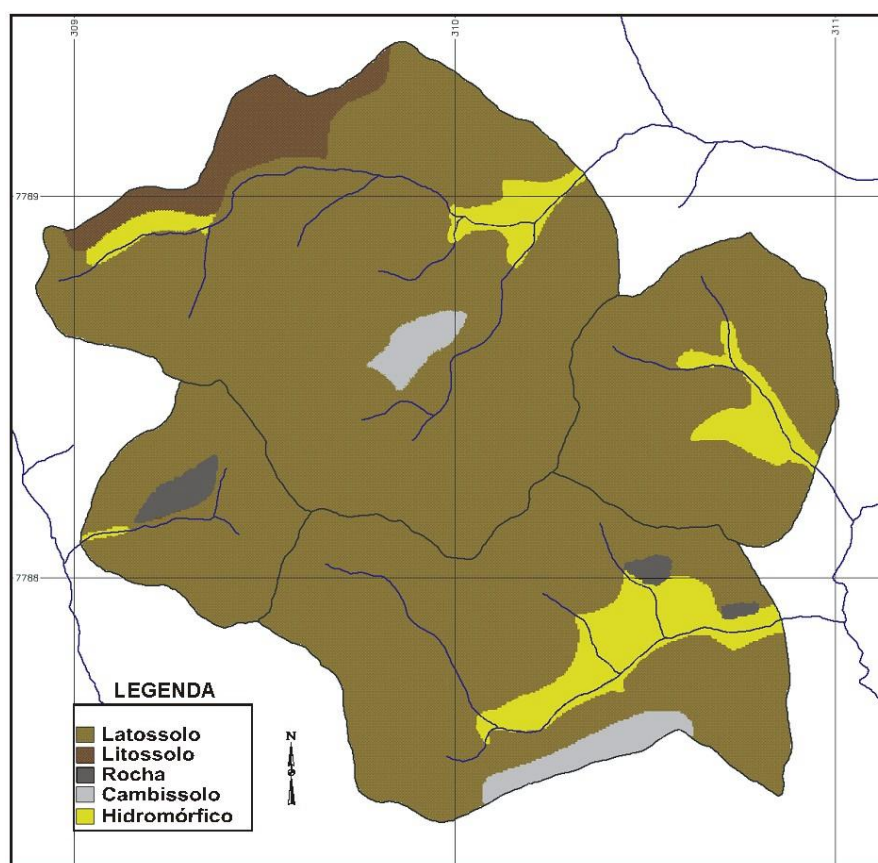 309
310
311
7789
7788
LEGENDA
Latossolo
Litossolo
Rocha
Cambissolo
Hidromórfico
N